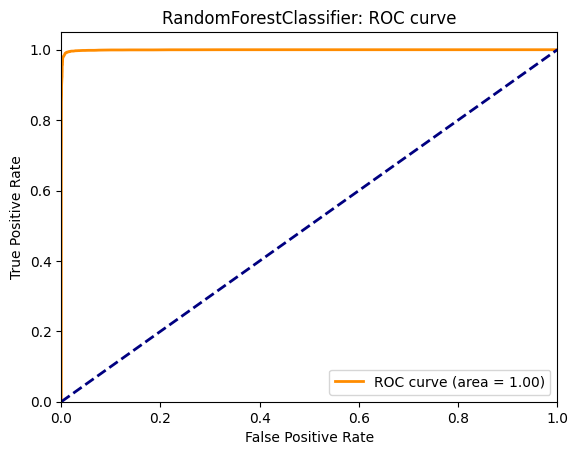 RandomForestClassifier: ROC curve
1.0
0.8
0.6
0.4
0.2
0.0
True Positive Rate
ROC curve (area = 1.00)
0.0 0.2 0.4 0.6 0.8 1.0
False Positive Rate